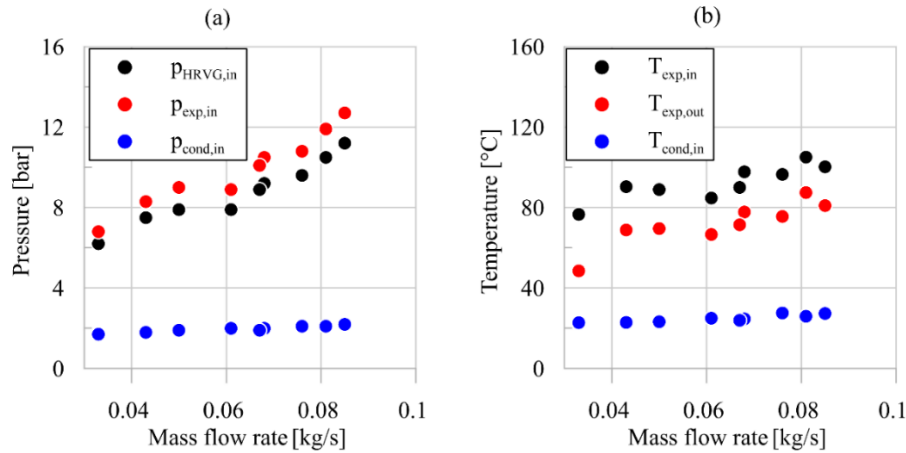 (a)
16
12
8
4
0
Pressure [bar]
p_HRVG,in
p_exp,in
p_cond,in
0.04 0.06 0.08 0.1
Mass flow rate [kg/s]
(b)
160
120
80
40
0
Temperature [°C]
T_exp,in
T_exp,out
T_cond,in
0.04 0.06 0.08 0.1
Mass flow rate [kg/s]